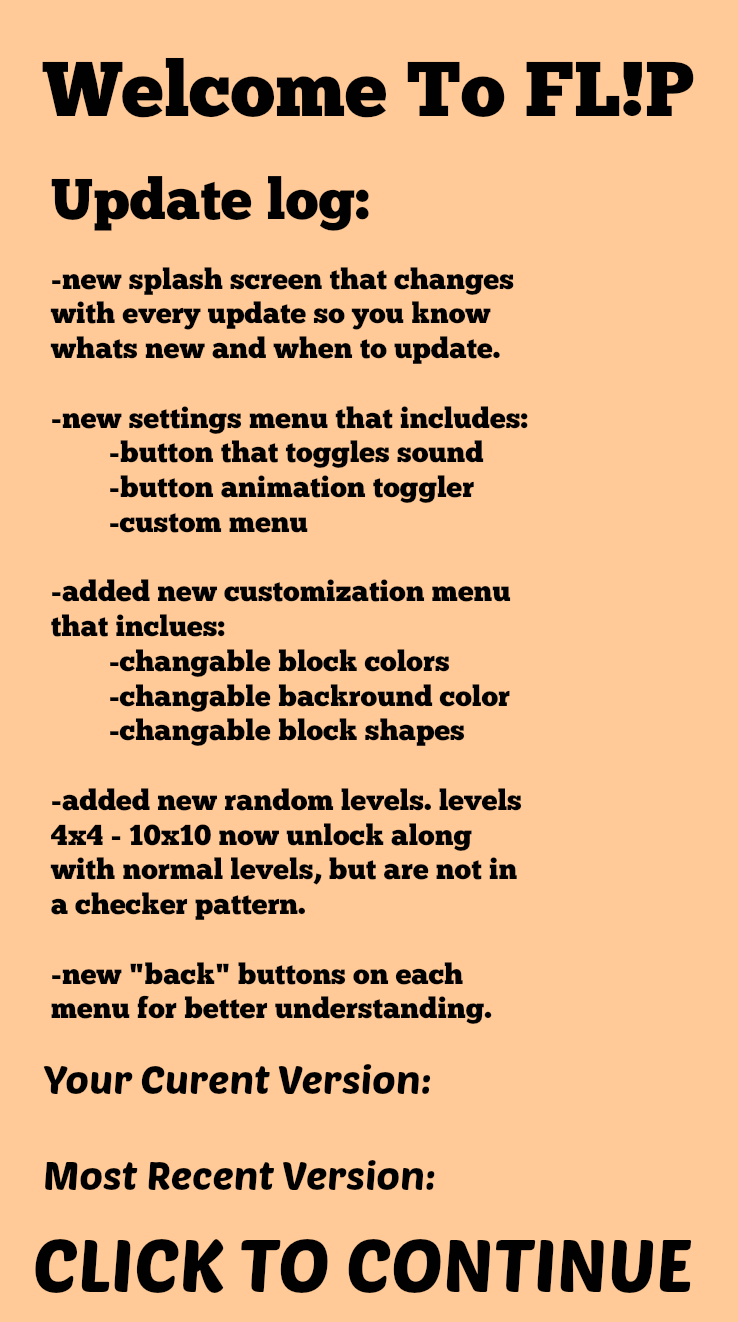 Welcome To FL!P
Update log:
-new splash screen that changes
with every update so you know
whats new and when to update.
-new settings menu that includes:
-button that toggles sound
-button animation toggler
-custom menu
-added new customization menu
that inclues:
-changable block colors
-changable backround color
-changable block shapes
-added new random levels. levels
4x4 - 10x10 now unlock along
with normal levels, but are not in
a checker pattern.
-new "back" buttons on each
menu for better understanding.
Your Curent Version:
Most Recent Version:
CLICK TO CONTINUE